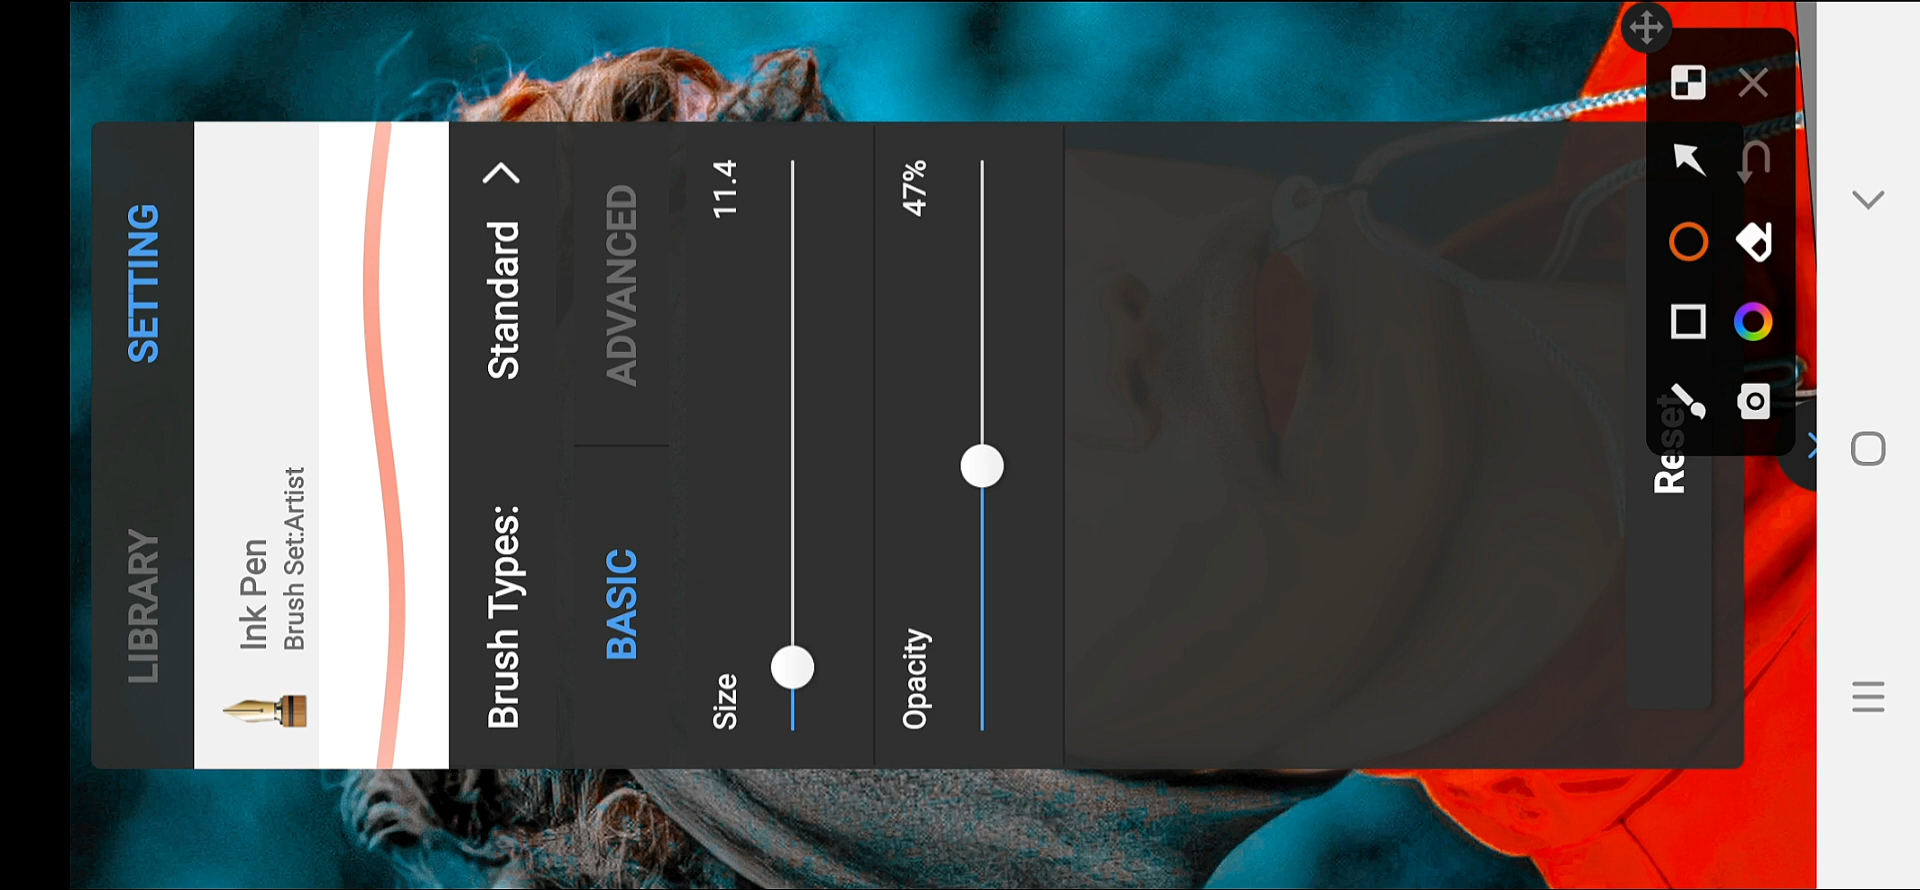 LIBRARY SETTING
Ink Pen
Brush Set:Artist
Brush Types: Standard
BASIC ADVANCED
Size 11.4
Opacity 47%
Reset